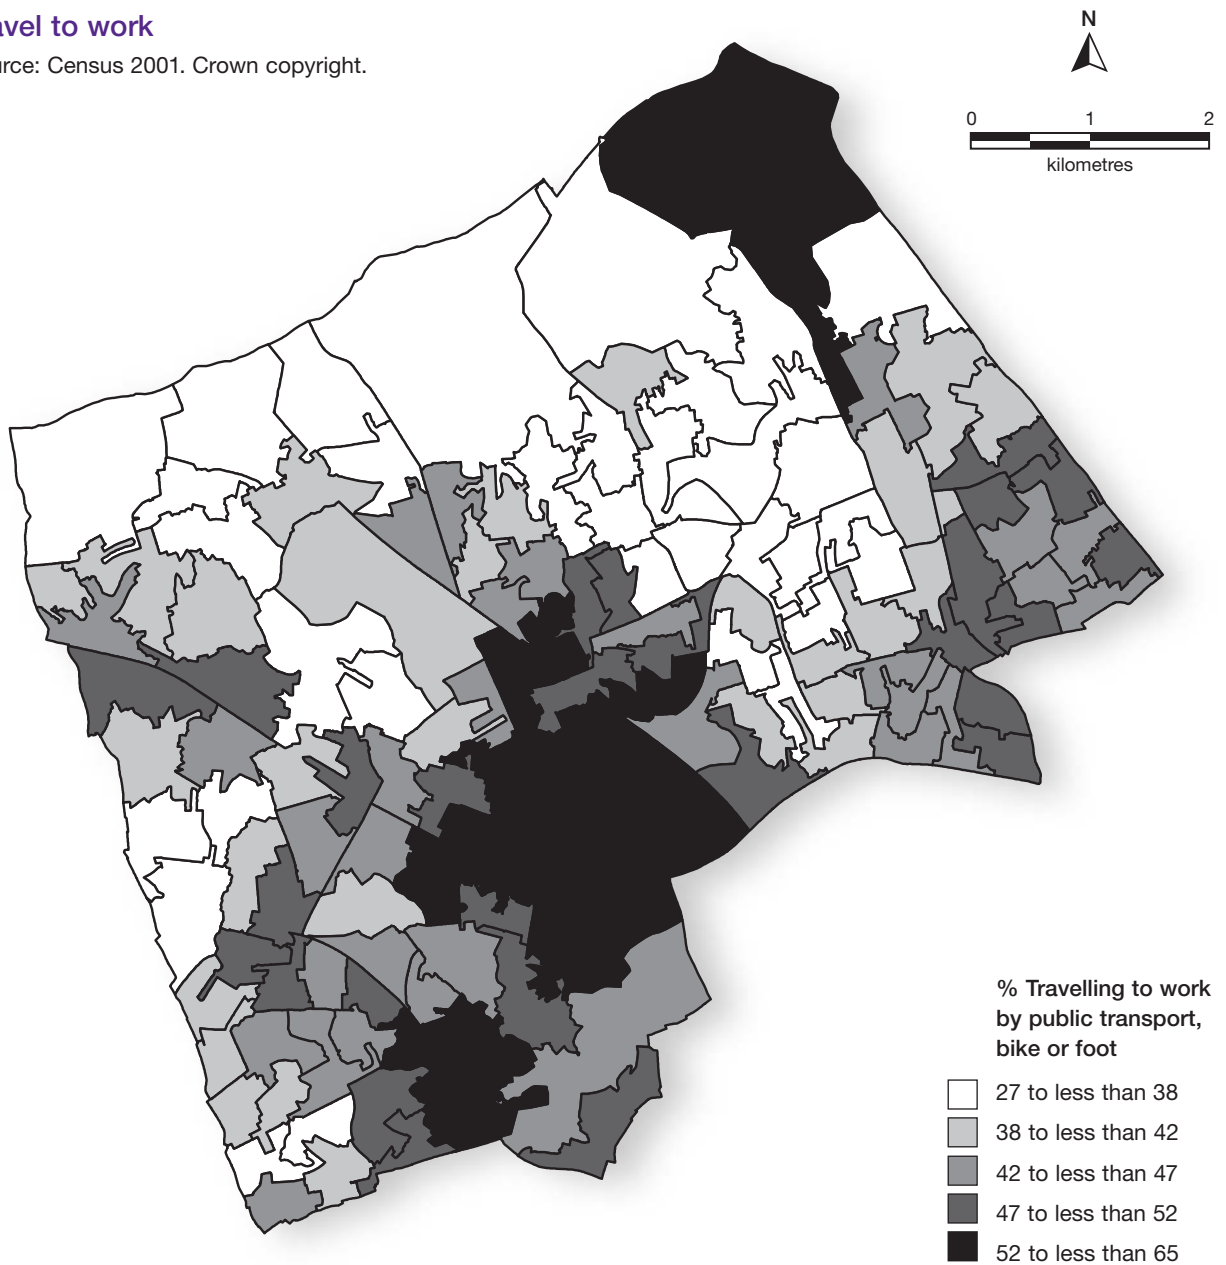 avel to work
urce: Census 2001. Crown copyright.
N
0 1 2
kilometres
% Travelling to work
by public transport,
bike or foot
27 to less than 38
38 to less than 42
42 to less than 47
47 to less than 52
52 to less than 65